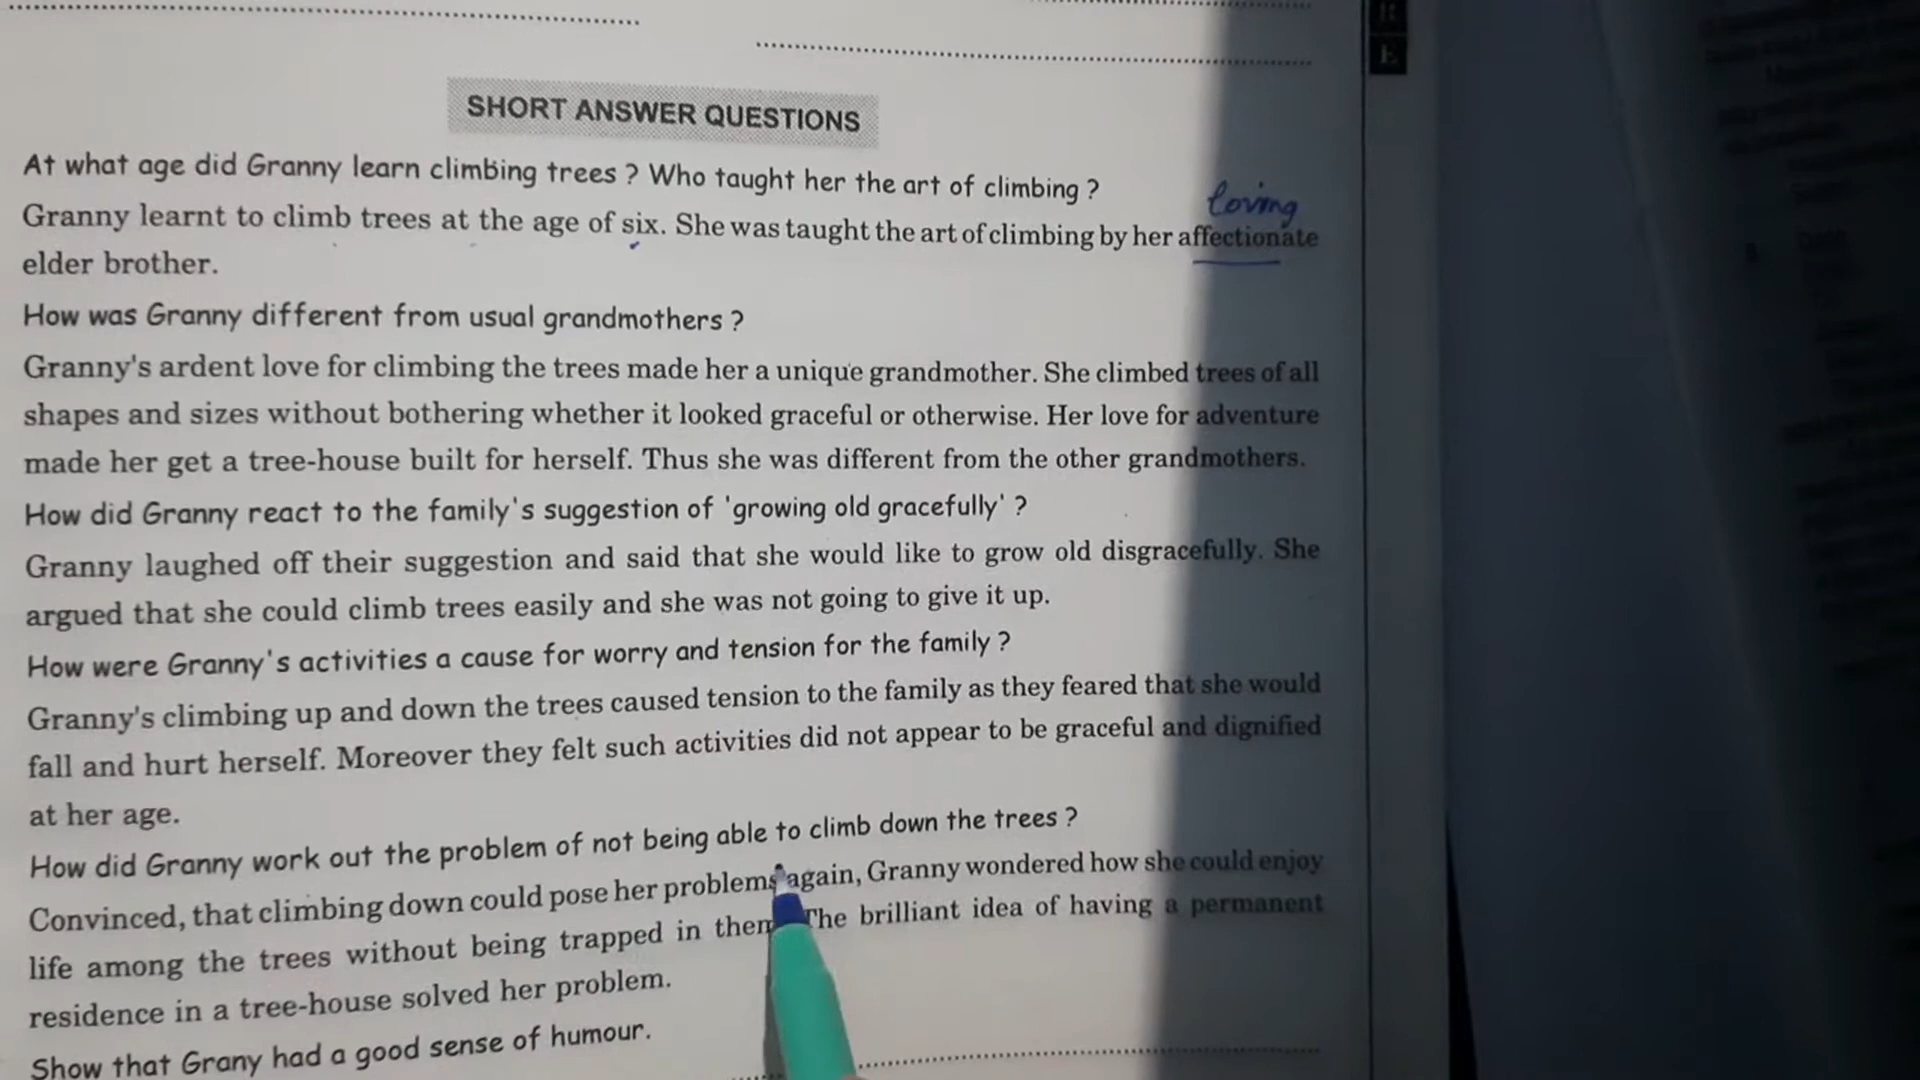 SHORT ANSWER QUESTIONS
At what age did Granny learn climbing trees ? Who taught her the art of climbing ?
loving
Granny learnt to climb trees at the age of six. She was taught the art of climbing by her affectionate
elder brother.
How was Granny different from usual grandmothers ?
Granny's ardent love for climbing the trees made her a unique grandmother. She climbed trees of all
shapes and sizes without bothering whether it looked graceful or otherwise. Her love for adventure
made her get a tree-house built for herself. Thus she was different from the other grandmothers.
How did Granny react to the family's suggestion of 'growing old gracefully' ?
Granny laughed off their suggestion and said that she would like to grow old disgracefully. She
argued that she could climb trees easily and she was not going to give it up.
How were Granny's activities a cause for worry and tension for the family ?
Granny's climbing up and down the trees caused tension to the family as they feared that she would
fall and hurt herself. Moreover they felt such activities did not appear to be graceful and dignified
at her age.
How did Granny work out the problem of not being able to climb down the trees ?
Convinced, that climbing down could pose her problems again, Granny wondered how she could enjoy
life among the trees without being trapped in them The brilliant idea of having a permanent
residence in a tree-house solved her problem.
Show that Grany had a good sense of humour.
E